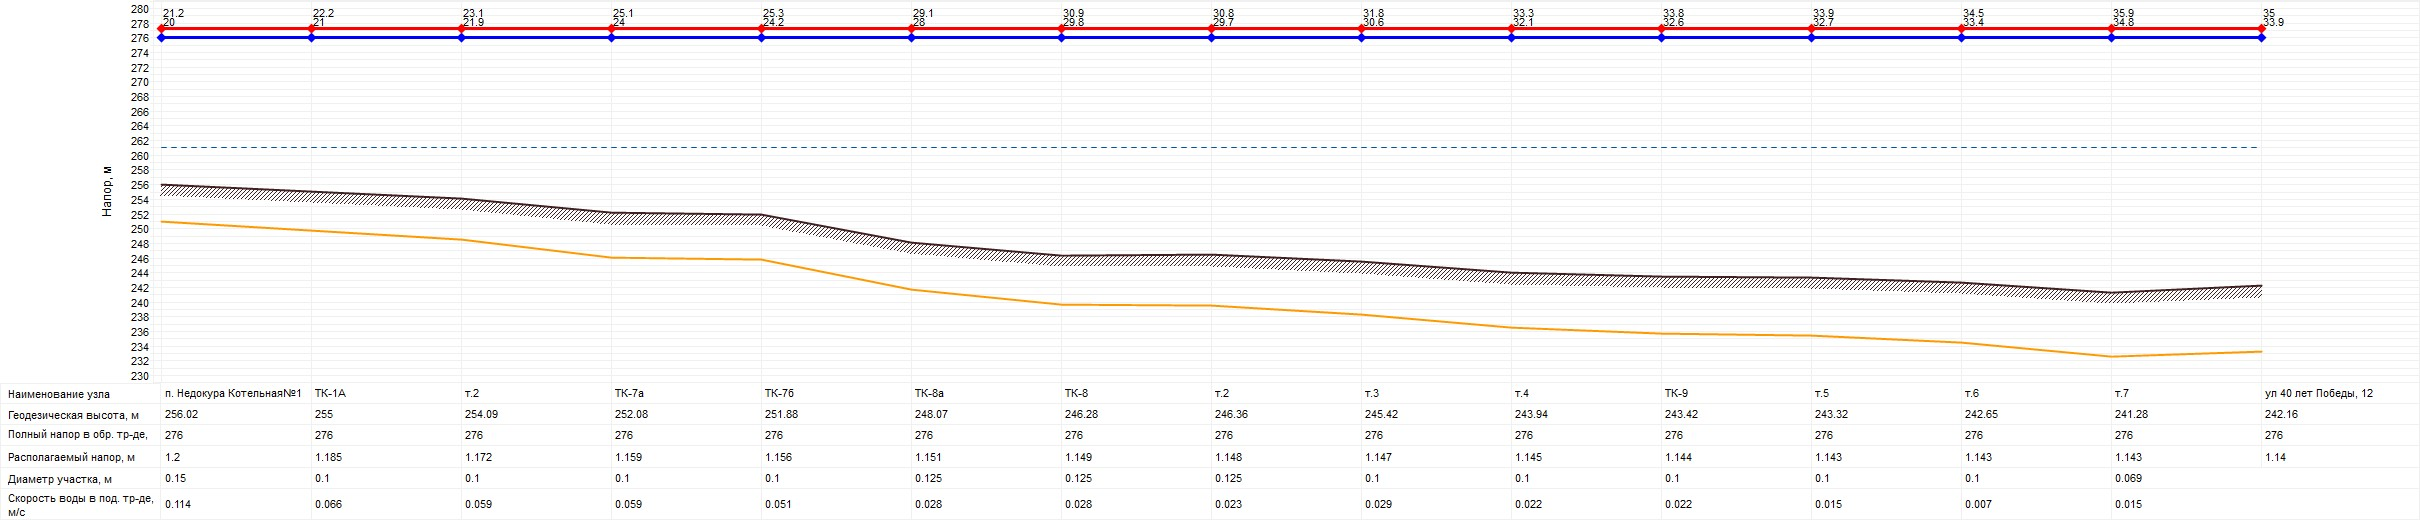 280
278
276
274
272
270
268
266
264
262
260
258
256
254
252
250
248
246
244
242
240
238
236
234
232
230
Напор, м
21.2 22.2 23.1 25.1 25.3 29.1 30.9 30.8 31.8 33.3 33.8 33.9 34.5 35.9 35
20 21 21.9 24 24.2 28 29.8 29.7 30.6 32.1 32.6 32.7 33.4 34.8 33.9
Наименование узла п. Недокура Котельная№1 ТК-1А т.2 ТК-7а ТК-7б ТК-8а ТК-8 т.2 т.3 т.4 ТК-9 т.5 т.6 т.7 ул 40 лет Победы, 12
Геодезическая высота, м 256.02 255 254.09 252.08 251.88 248.07 246.28 246.36 245.42 243.94 243.42 243.32 242.65 241.28 242.16
Полный напор в обр. тр-де, 276 276 276 276 276 276 276 276 276 276 276 276 276 276 276
Располагаемый напор, м 1.2 1.185 1.172 1.159 1.156 1.151 1.149 1.148 1.147 1.145 1.144 1.143 1.143 1.143 1.14
Диаметр участка, м 0.15 0.1 0.1 0.1 0.1 0.125 0.125 0.125 0.1 0.1 0.1 0.1 0.1 0.069
Скорость воды в под. тр-де, 0.114 0.066 0.059 0.059 0.051 0.028 0.028 0.023 0.029 0.022 0.022 0.015 0.007 0.015
м/с